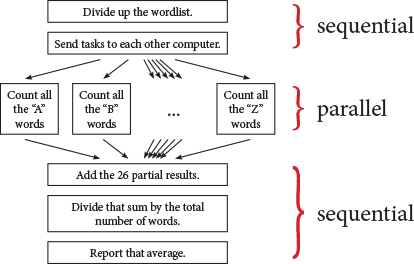 Divide up the wordlist.
Send tasks to each other computer.
sequential
Count all
the “A”
words
Count all
the “B”
words
...
Count all
the “Z”
words
parallel
Add the 26 partial results.
Divide that sum by the total
number of words.
Report that average.
sequential